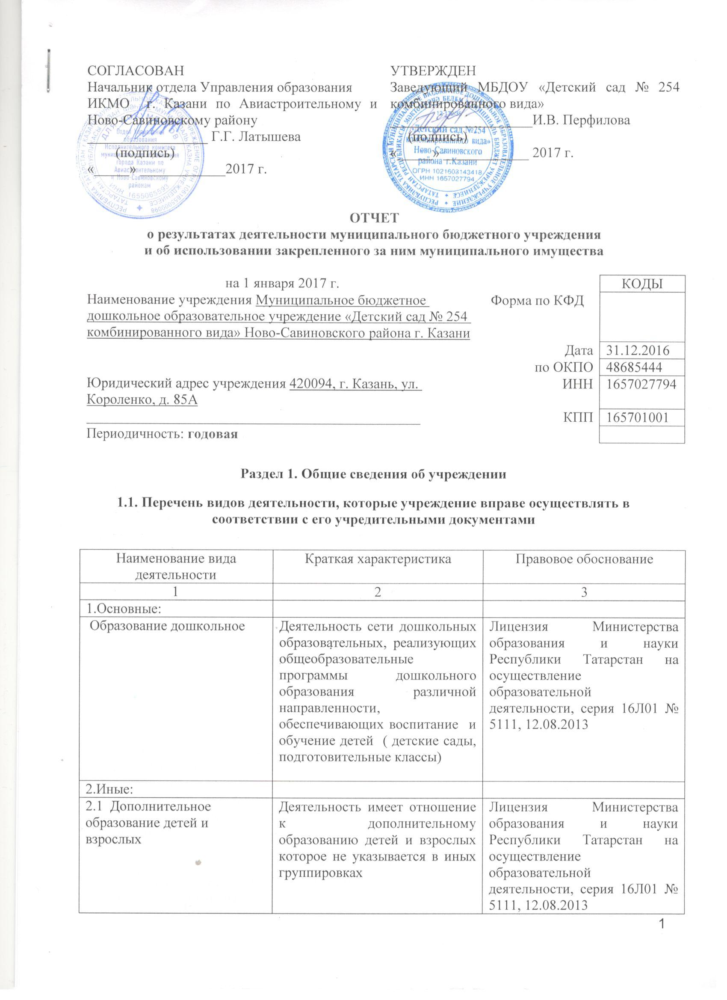 СОГЛАСОВАН
Начальник отдела Управления образования
ИКМО г. Казани по Авиастроительному и
Ново-Савиновскому району
________________ Г.Г. Латышева
(подпись)
«_____» ____________2017 г.
УТВЕРЖДЕН
Заведующий МБДОУ «Детский сад № 254
комбинированного вида»
____________________И.В. Перфилова
(подпись)
«_____»_____________ 2017 г.
Отдел Управления
образования
Исполнительного комитета
муниципального образования
города Казани по
Авиастроительному
и Ново-Савиновскому
районам
ИНН 1655065593
«Детский сад №254
комбинированного вида»
Ново-Савиновского
района г.Казани
ОГРН 1021603143418
ИНН 1657027794
ОТЧЕТ
о результатах деятельности муниципального бюджетного учреждения
и об использовании закрепленного за ним муниципального имущества
на 1 января 2017 г.
КОДЫ
Наименование учреждения Муниципальное бюджетное
Форма по КФД
дошкольное образовательное учреждение «Детский сад № 254
комбинированного вида» Ново-Савиновского района г. Казани
Дата 31.12.2016
по ОКПО 48685444
Юридический адрес учреждения 420094, г. Казань, ул.
ИНН 1657027794
Короленко, д. 85А
КПП 165701001
Периодичность: годовая
Раздел 1. Общие сведения об учреждении
1.1. Перечень видов деятельности, которые учреждение вправе осуществлять в
соответствии с его учредительными документами
Наименование вида
деятельности
Краткая характеристика
Правовое обоснование
1
2
3
1.Основные:
Образование дошкольное
Деятельность сети дошкольных
образовательных, реализующих
общеобразовательные
программы дошкольного
образования различной
направленности,
обеспечивающих воспитание и
обучение детей ( детские сады,
подготовительные классы)
Лицензия Министерства
образования и науки
Республики Татарстан на
осуществление
образовательной
деятельности, серия 16Л01 №
5111, 12.08.2013
2.Иные:
2.1 Дополнительное
образование детей и
взрослых
Деятельность имеет отношение
к дополнительному
образованию детей и взрослых
которое не указывается в иных
группировках
Лицензия Министерства
образования и науки
Республики Татарстан на
осуществление
образовательной
деятельности, серия 16Л01 №
5111, 12.08.2013
1